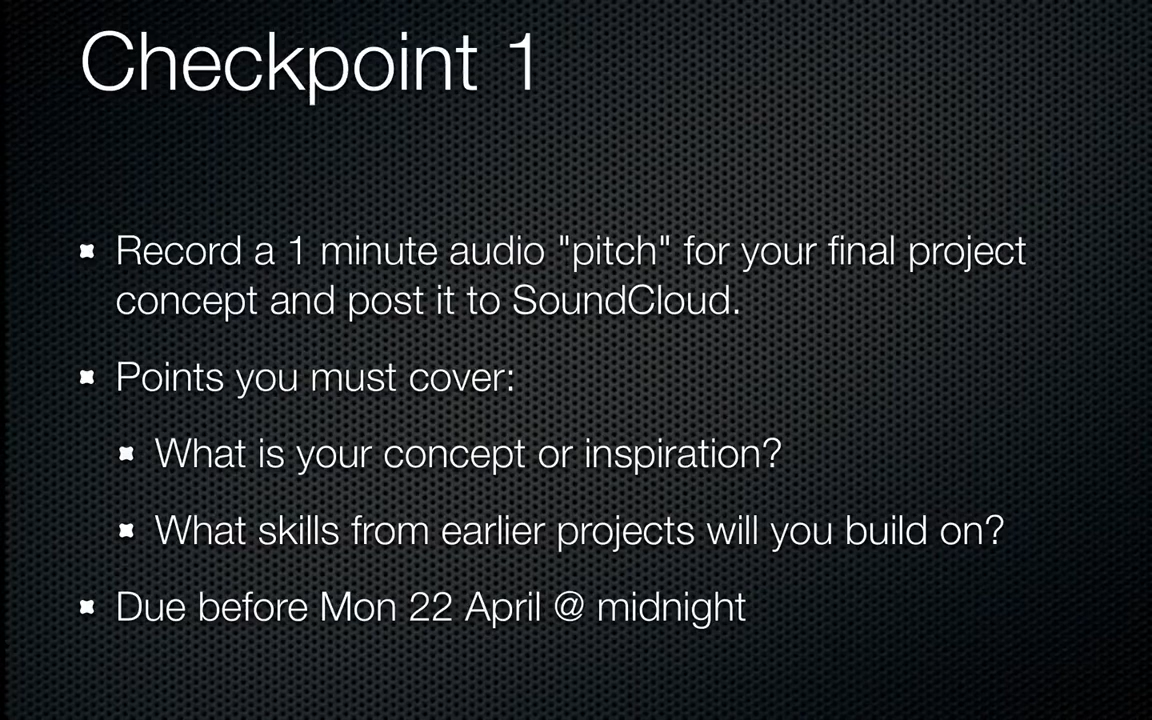 Checkpoint 1
Record a 1 minute audio "pitch" for your final project
concept and post it to SoundCloud.
Points you must cover:
What is your concept or inspiration?
What skills from earlier projects will you build on?
Due before Mon 22 April @ midnight